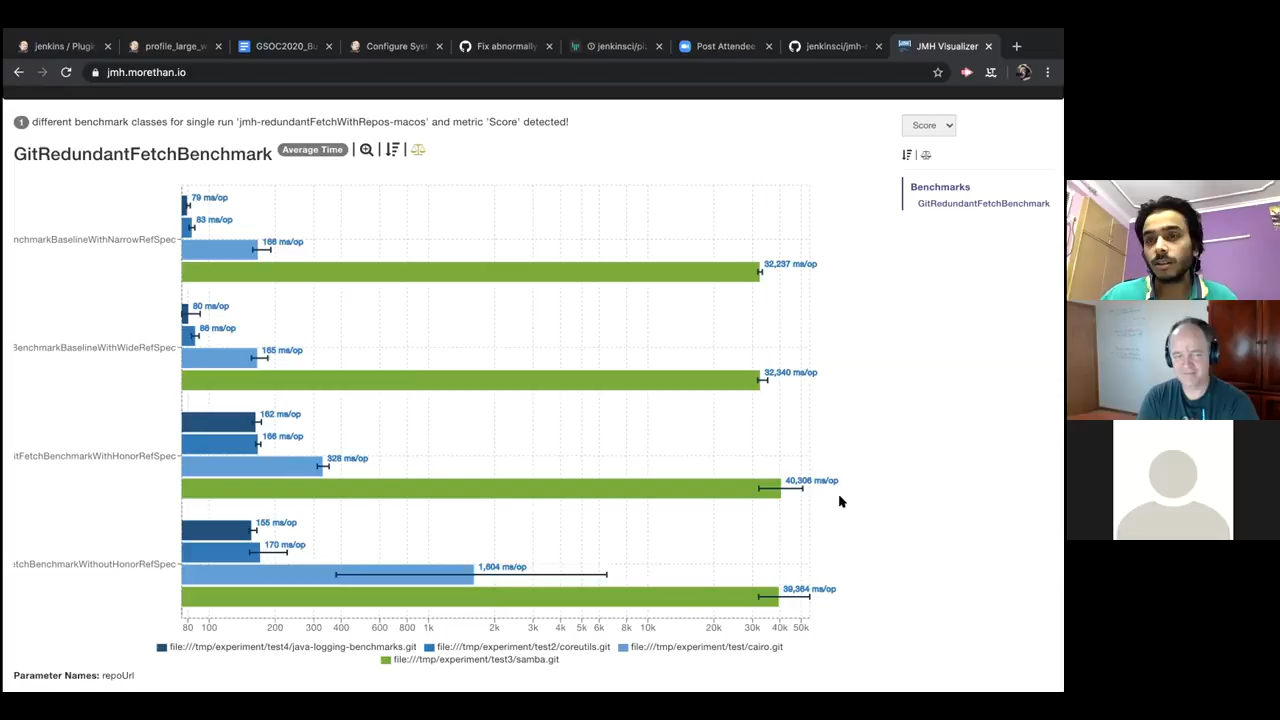 jenkins / Plugin
profile_large_w
GSOC2020_Bu
Configure Syst
Fix abnormally
jenkinsci/pi
Post Attendee
jenkinsci/jmh-r
JMH Visualizer
jmh.morethan.io
1 different benchmark classes for single run 'jmh-redundantFetchWithRepos-macos' and metric 'Score' detected!
Score
GitRedundantFetchBenchmark Average Time
Benchmarks
GitRedundantFetchBenchmark
79 ms/op
83 ms/op
nchmarkBaselineWithNarrowRefSpec
166 ms/op
32,237 ms/op
80 ms/op
86 ms/op
BenchmarkBaselineWithWideRefSpec
165 ms/op
32,340 ms/op
162 ms/op
166 ms/op
itFetchBenchmarkWithHonorRefSpec
328 ms/op
40,306 ms/op
155 ms/op
170 ms/op
tchBenchmarkWithoutHonorRefSpec
1,604 ms/op
39,364 ms/op
80 100 200 300 400 600 800 1k 2k 3k 4k 5k 6k 10k 20k 30k 40k 50k
file:///tmp/experiment/test4/java-logging-benchmarks.git file:///tmp/experiment/test2/coreutils.git file:///tmp/experiment/test/cairo.git
file:///tmp/experiment/test3/samba.git
Parameter Names: repoUrl